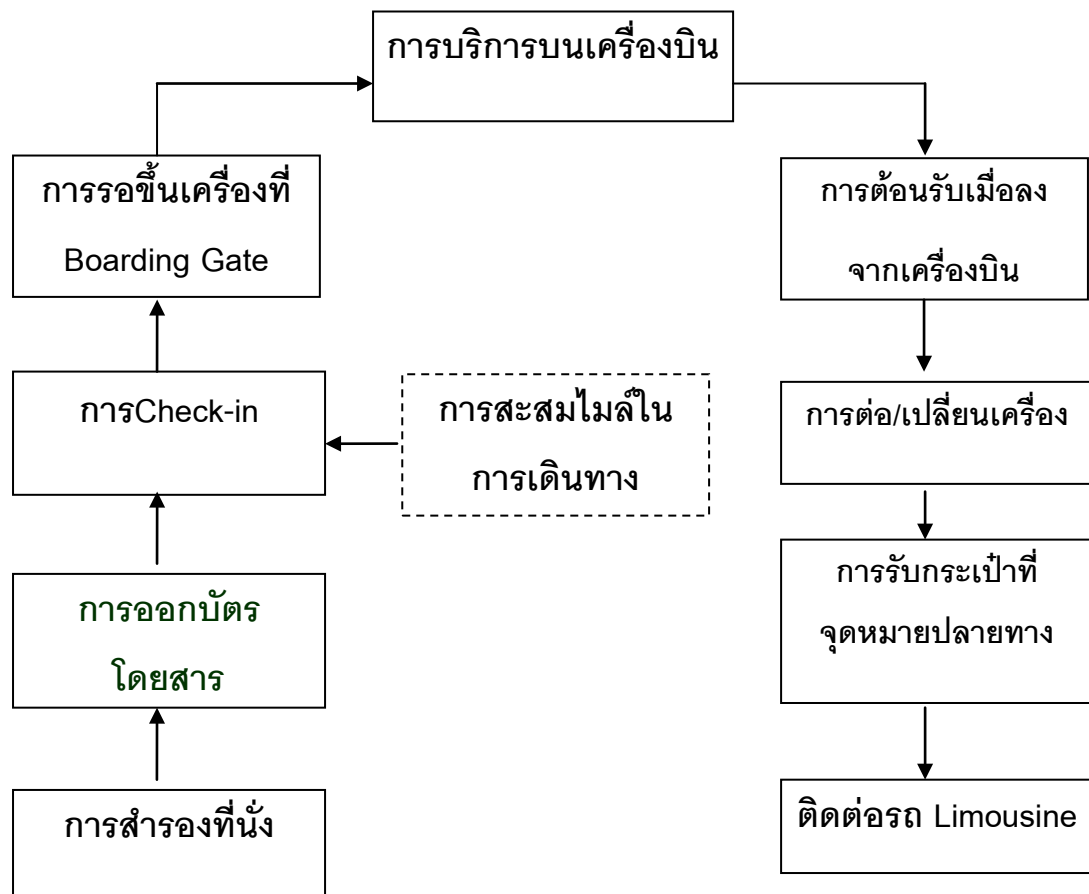 การบริการบนเครื่องบิน
การรอขึ้นเครื่องที่
Boarding Gate
การต้อนรับเมื่อลง
จากเครื่องบิน
การCheck-in
การสะสมไมล์ใน
การเดินทาง
การต่อ/เปลี่ยนเครื่อง
การออกบัตร
โดยสาร
การรับกระเป๋าที่
จุดหมายปลายทาง
การสำรองที่นั่ง
ติดต่อรถ Limousine